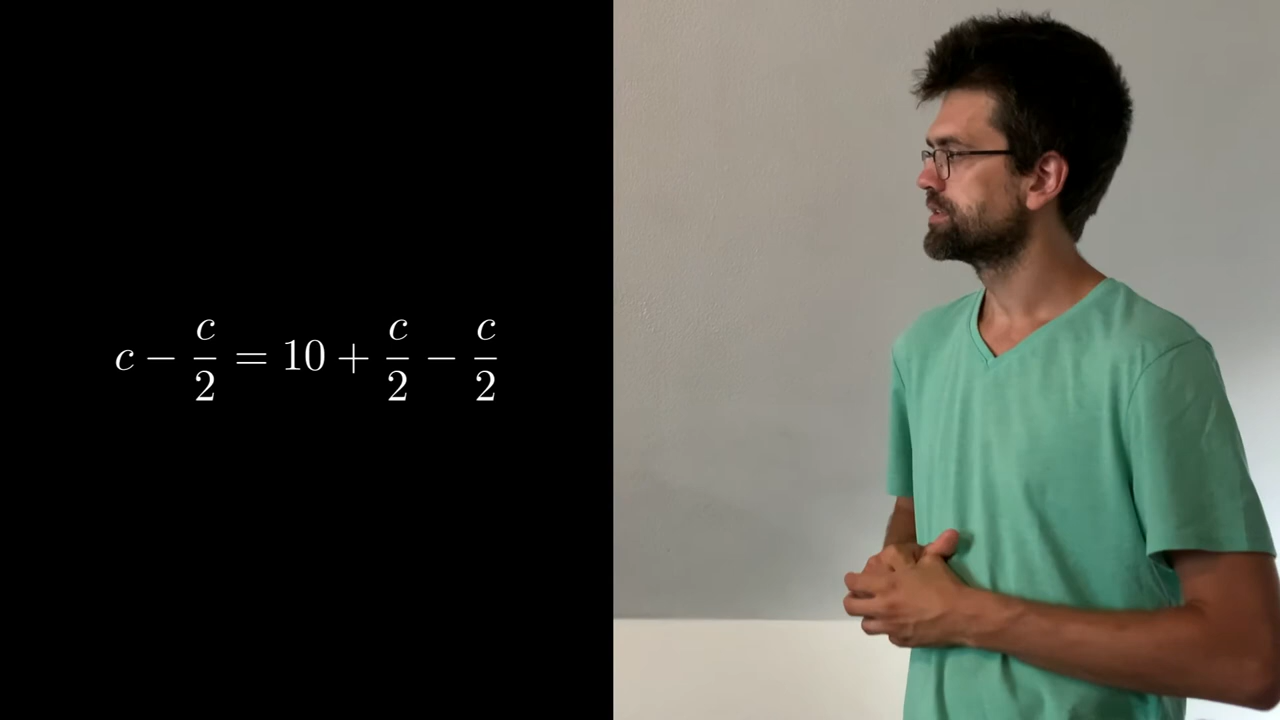 c − c/2 = 10 + c/2 − c/2